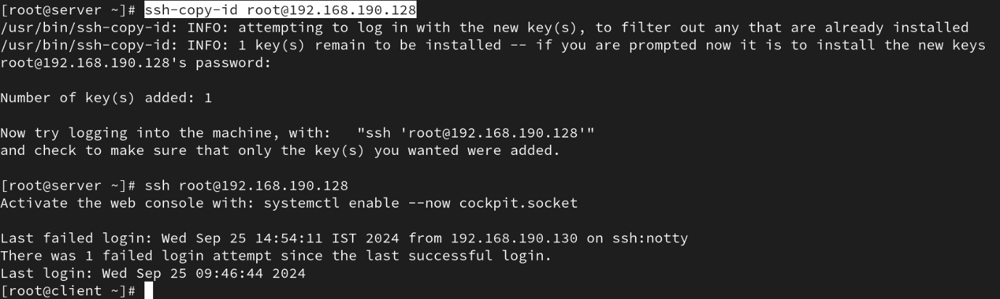 [root@server ~]# ssh-copy-id root@192.168.190.128
/usr/bin/ssh-copy-id: INFO: attempting to log in with the new key(s), to filter out any that are already installed
/usr/bin/ssh-copy-id: INFO: 1 key(s) remain to be installed -- if you are prompted now it is to install the new keys
root@192.168.190.128's password:
Number of key(s) added: 1
Now try logging into the machine, with:   "ssh 'root@192.168.190.128'"
and check to make sure that only the key(s) you wanted were added.
[root@server ~]# ssh root@192.168.190.128
Activate the web console with: systemctl enable --now cockpit.socket
Last failed login: Wed Sep 25 14:54:11 IST 2024 from 192.168.190.130 on ssh:notty
There was 1 failed login attempt since the last successful login.
Last login: Wed Sep 25 09:46:44 2024
[root@client ~]#